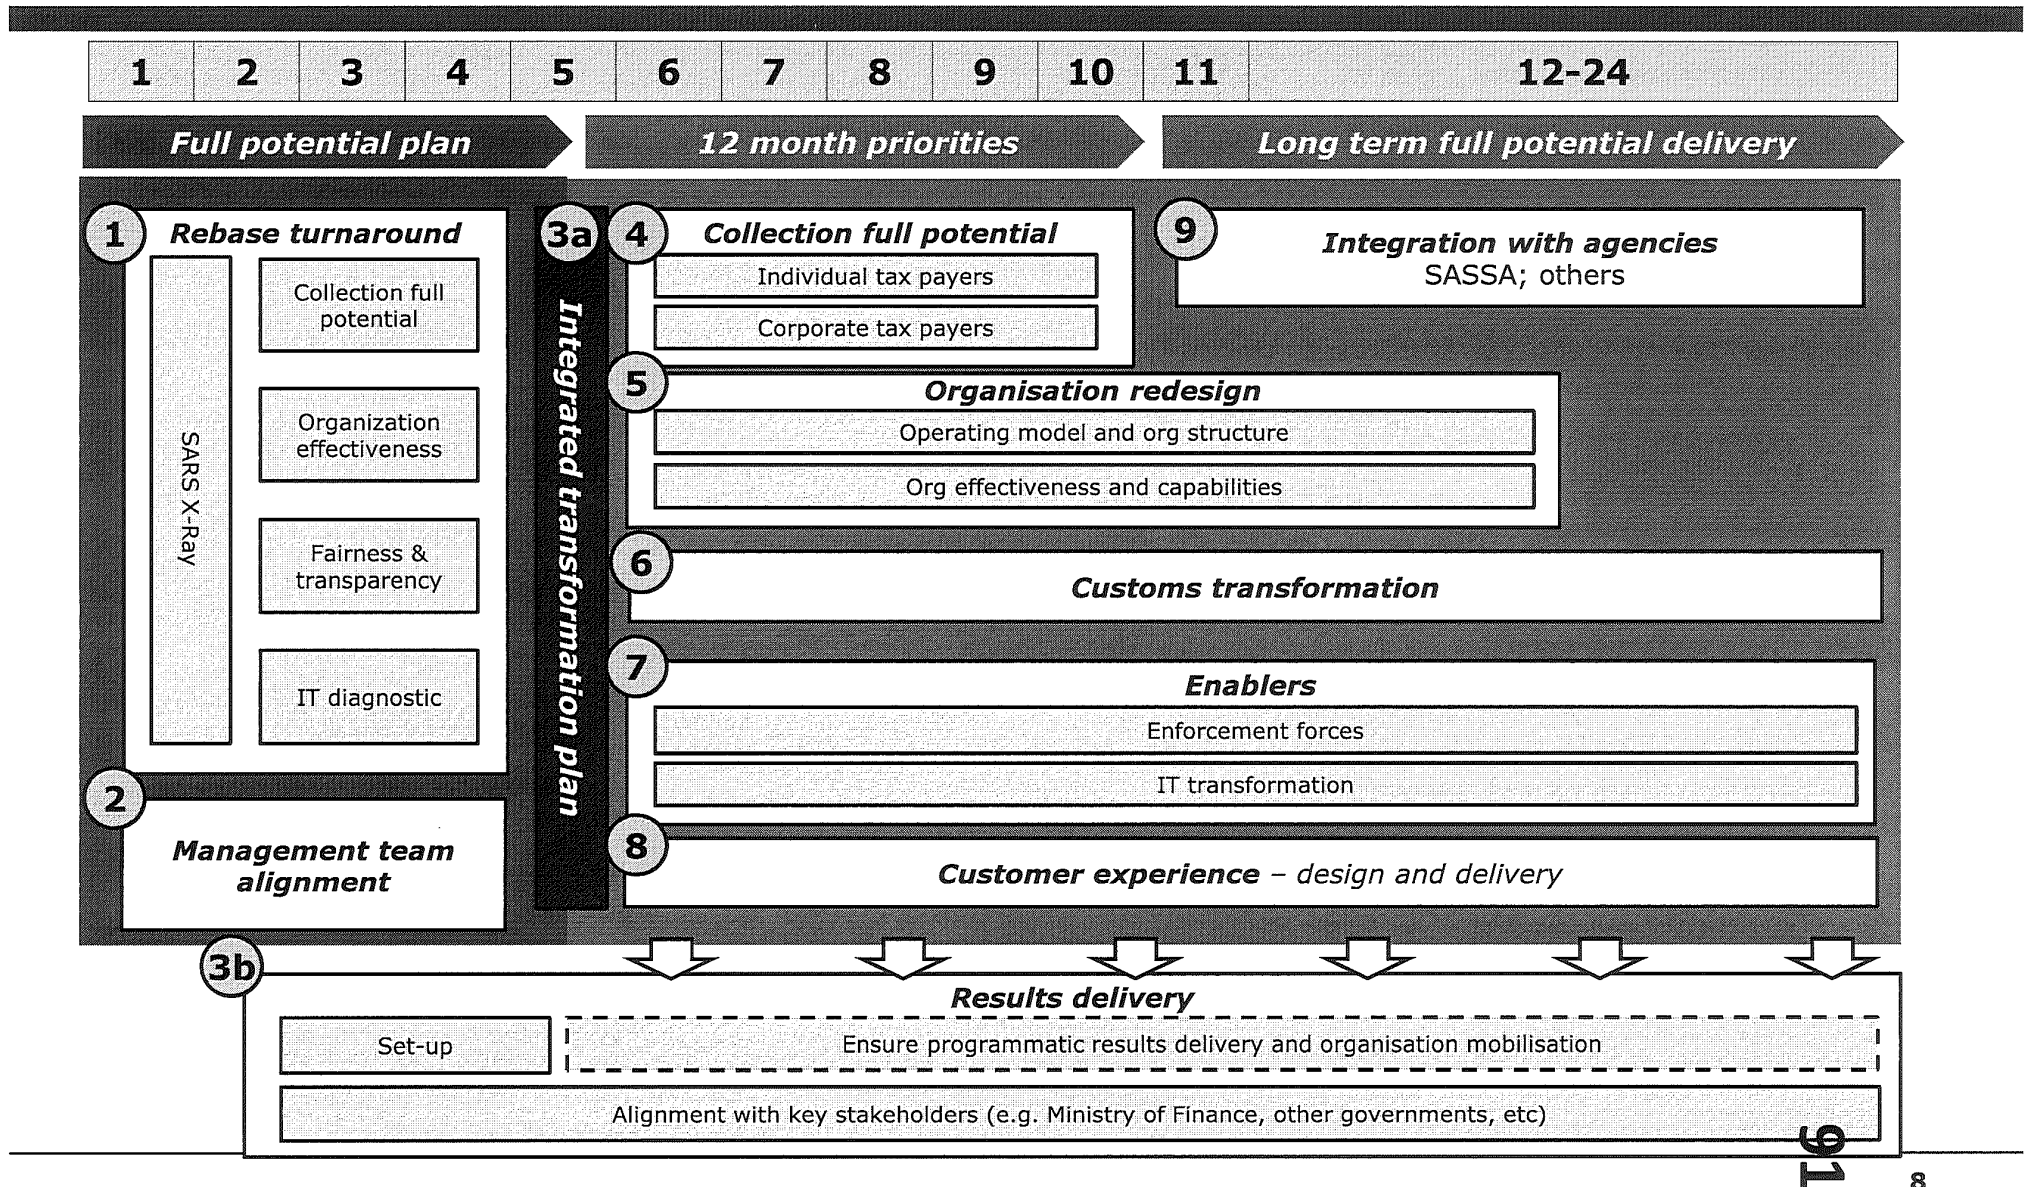 1 2 3 4 5 6 7 8 9 10 11 12-24
Full potential plan
12 month priorities
Long term full potential delivery
1
Rebase turnaround
SARS X-Ray
Collection full
potential
Organization
effectiveness
Fairness &
transparency
IT diagnostic
2
Management team
alignment
3a
Integrated transformation plan
4
Collection full potential
Individual tax payers
Corporate tax payers
5
Organisation redesign
Operating model and org structure
Org effectiveness and capabilities
6
Customs transformation
7
Enablers
Enforcement forces
IT transformation
8
Customer experience – design and delivery
9
Integration with agencies
SASSA; others
3b
Results delivery
Set-up
Ensure programmatic results delivery and organisation mobilisation
Alignment with key stakeholders (e.g. Ministry of Finance, other governments, etc)
91
8